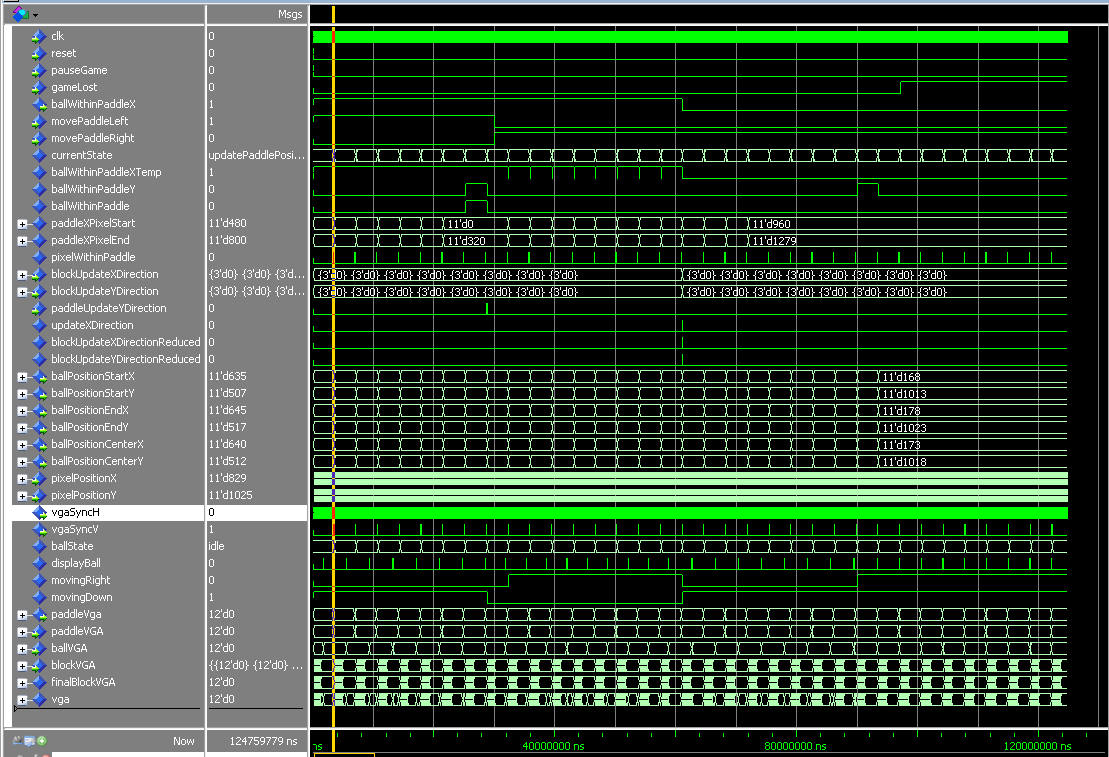 Msgs
clk 0
reset 0
pauseGame 0
gameLost 0
ballWithinPaddleX 1
movePaddleLeft 1
movePaddleRight 0
currentState updatePaddlePosi...
ballWithinPaddleXTemp 1
ballWithinPaddleY 0
ballWithinPaddle 0
paddleXPixelStart 11'd480 11'd0 11'd960
paddleXPixelEnd 11'd800 11'd320 11'd1279
pixelWithinPaddle 0
blockUpdateXDirection {3'd0} {3'd0} {3'd... {3'd0} {3'd0} {3'd0} {3'd0} {3'd0} {3'd0} {3'd0} {3'd0} {3'd0} {3'd0} {3'd0} {3'd0} {3'd0} {3'd0} {3'd0} {3'd0}
blockUpdateYDirection {3'd0} {3'd0} {3'd... {3'd0} {3'd0} {3'd0} {3'd0} {3'd0} {3'd0} {3'd0} {3'd0} {3'd0} {3'd0} {3'd0} {3'd0} {3'd0} {3'd0} {3'd0} {3'd0}
paddleUpdateYDirection 0
updateXDirection 0
blockUpdateXDirectionReduced 0
blockUpdateYDirectionReduced 0
ballPositionStartX 11'd635 11'd168
ballPositionStartY 11'd507 11'd1013
ballPositionEndX 11'd645 11'd178
ballPositionEndY 11'd517 11'd1023
ballPositionCenterX 11'd640 11'd173
ballPositionCenterY 11'd512 11'd1018
pixelPositionX 11'd829
pixelPositionY 11'd1025
vgaSyncH 0
vgaSyncV 1
ballState idle
displayBall 0
movingRight 0
movingDown 1
paddleVga 12'd0
paddleVGA 12'd0
ballVGA 12'd0
blockVGA {{12'd0} {12'd0} ...
finalBlockVGA 12'd0
vga 12'd0
Now 124759779 ns ns 40000000 ns 80000000 ns 120000000 ns